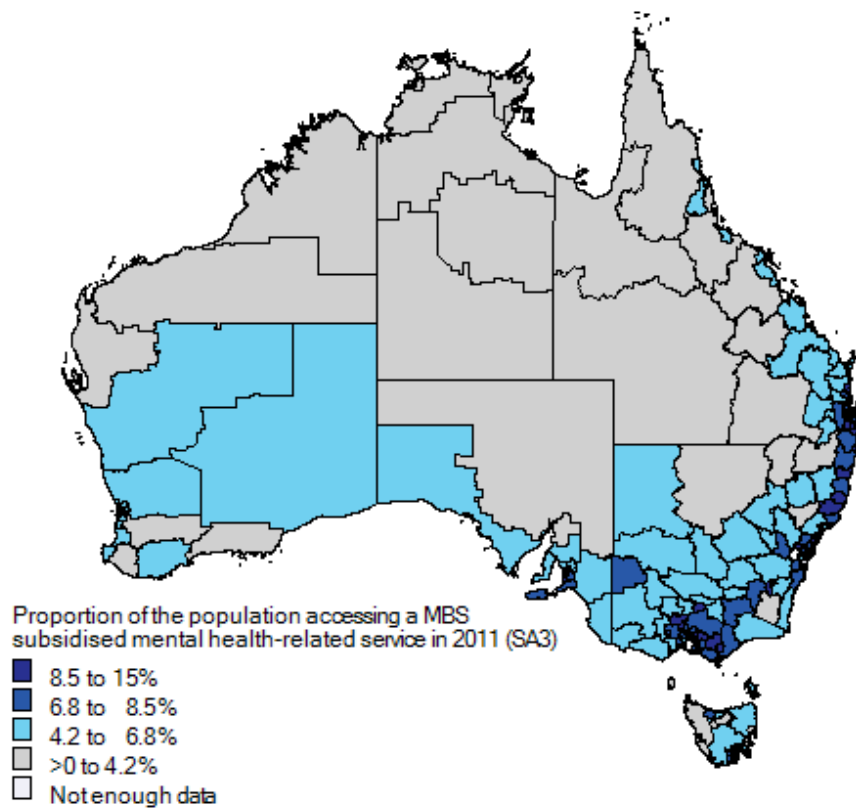 Proportion of the population accessing a MBS
subsidised mental health-related service in 2011 (SA3)
8.5 to 15%
6.8 to 8.5%
4.2 to 6.8%
>0 to 4.2%
Not enough data